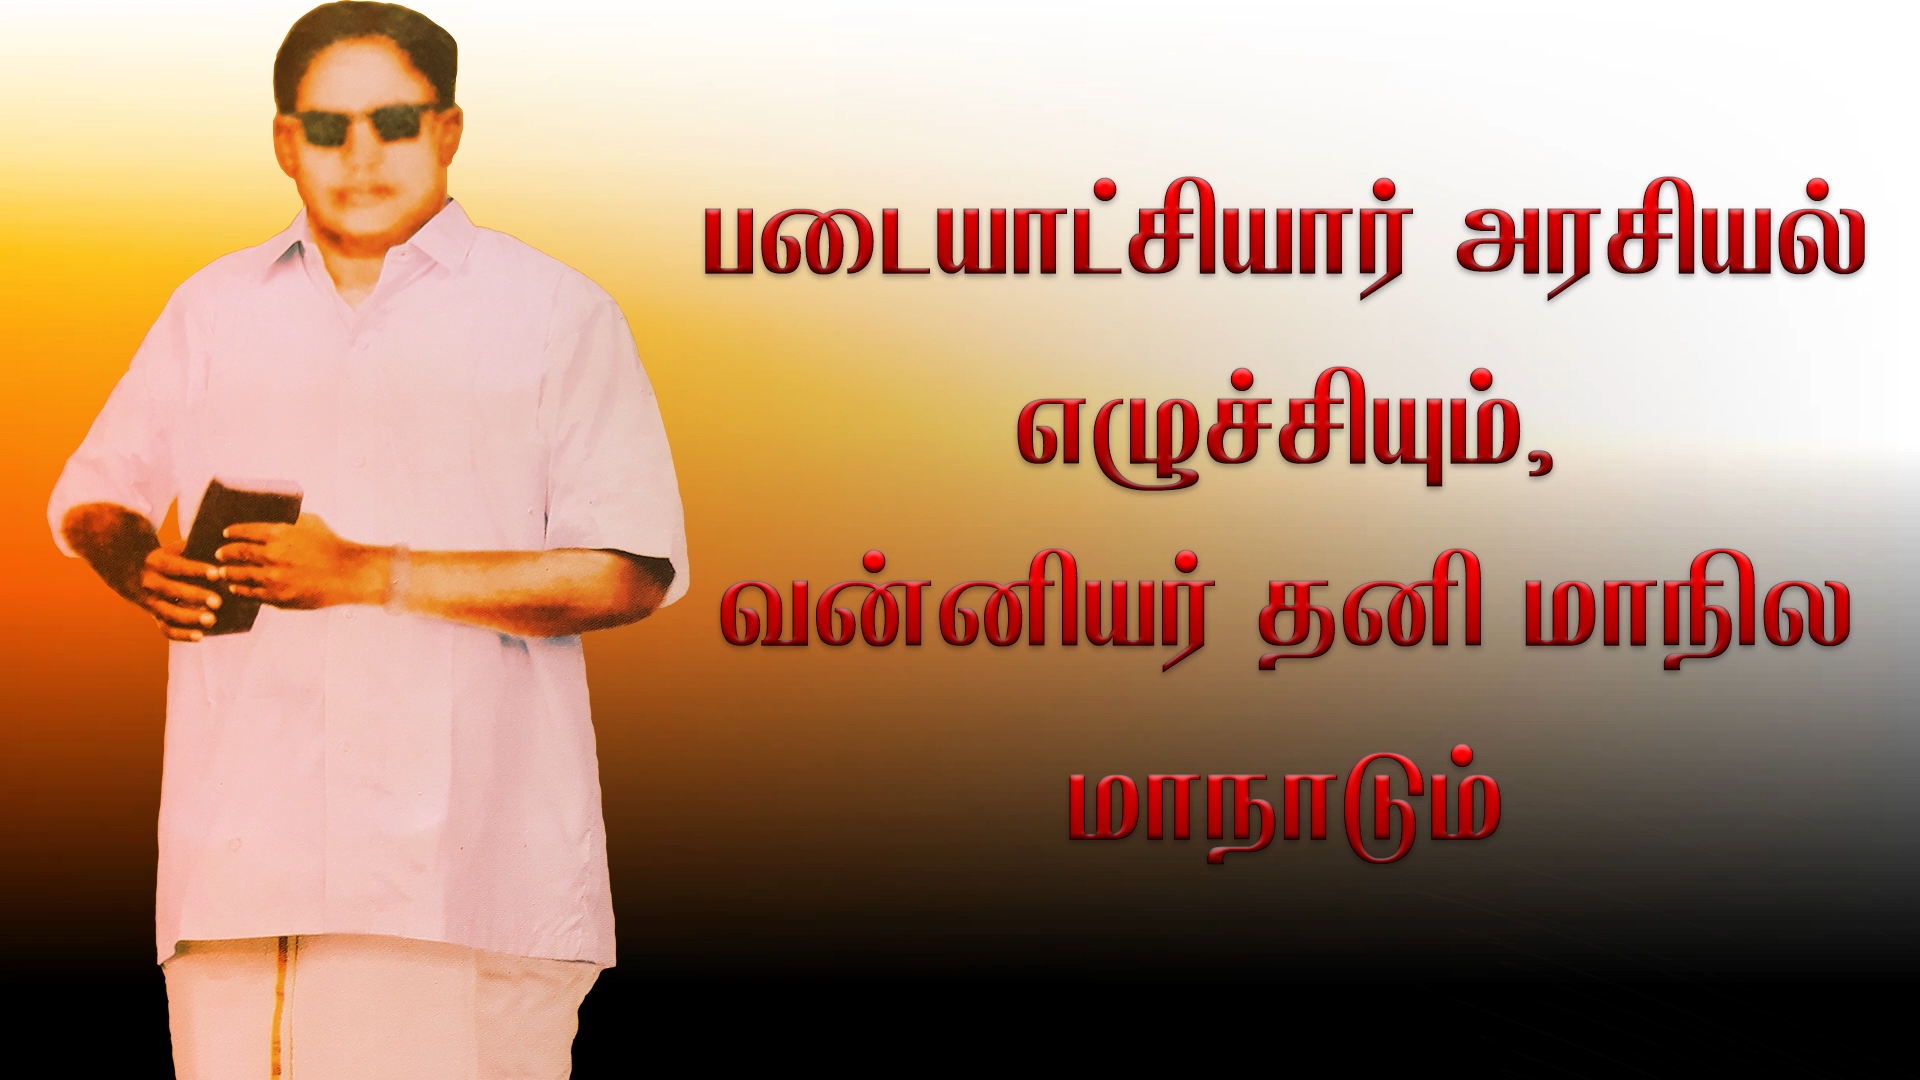 படையாட்சியார் அரசியல்
எழுச்சியும்,
வன்னியர் தனி மாநில
மாநாடும்